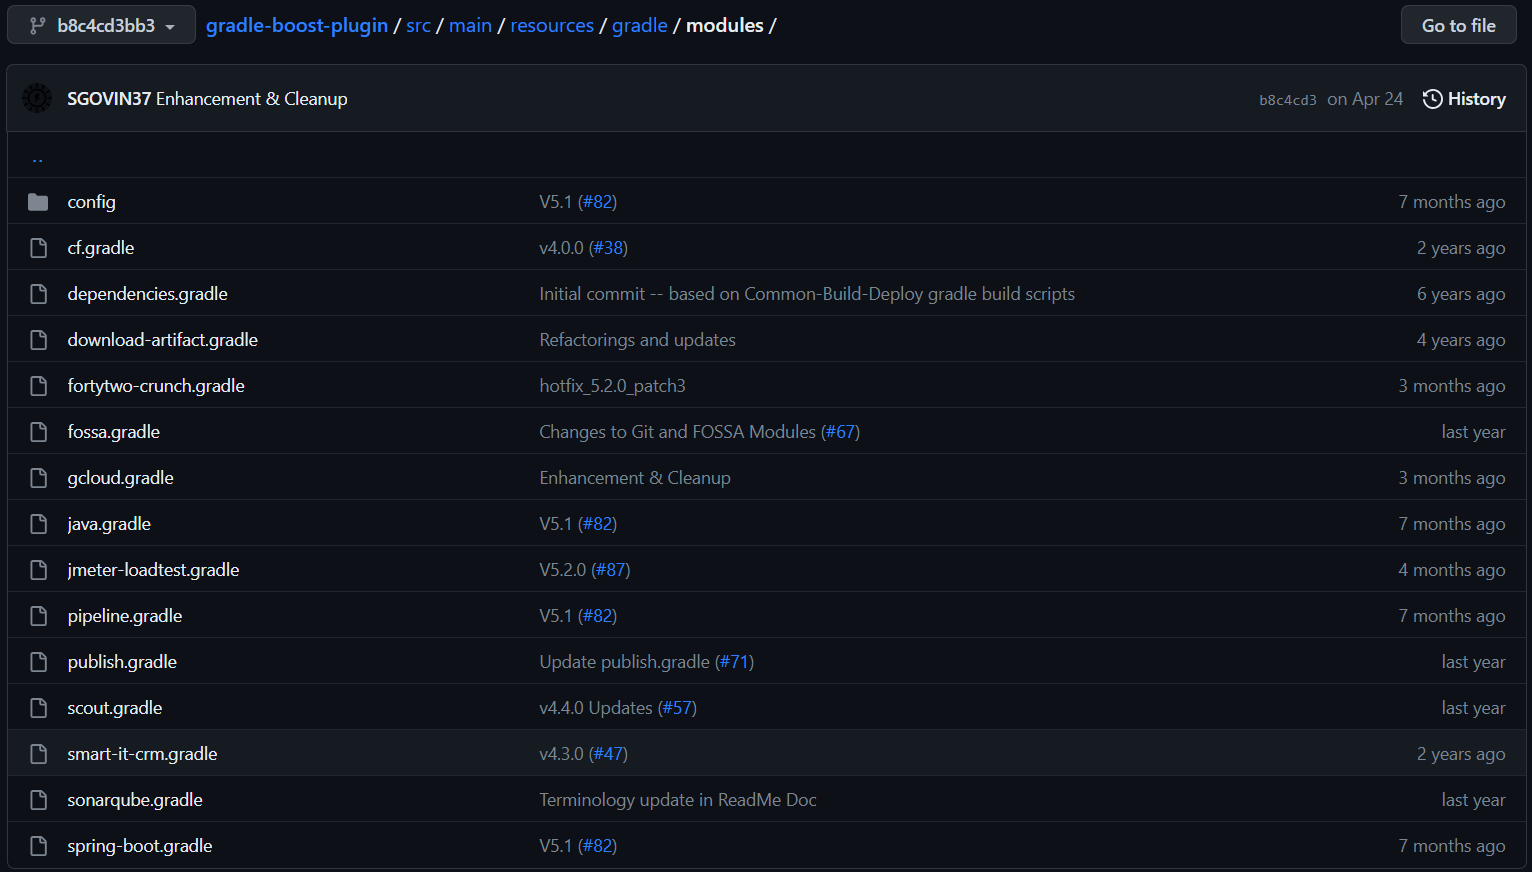 b8c4cd3bb3 gradle-boost-plugin / src / main / resources / gradle / modules / Go to file
SGOVIN37 Enhancement & Cleanup b8c4cd3 on Apr 24 History
..
config V5.1 (#82) 7 months ago
cf.gradle v4.0.0 (#38) 2 years ago
dependencies.gradle Initial commit -- based on Common-Build-Deploy gradle build scripts 6 years ago
download-artifact.gradle Refactorings and updates 4 years ago
fortytwo-crunch.gradle hotfix_5.2.0_patch3 3 months ago
fossa.gradle Changes to Git and FOSSA Modules (#67) last year
gcloud.gradle Enhancement & Cleanup 3 months ago
java.gradle V5.1 (#82) 7 months ago
jmeter-loadtest.gradle V5.2.0 (#87) 4 months ago
pipeline.gradle V5.1 (#82) 7 months ago
publish.gradle Update publish.gradle (#71) last year
scout.gradle v4.4.0 Updates (#57) last year
smart-it-crm.gradle v4.3.0 (#47) 2 years ago
sonarqube.gradle Terminology update in ReadMe Doc last year
spring-boot.gradle V5.1 (#82) 7 months ago